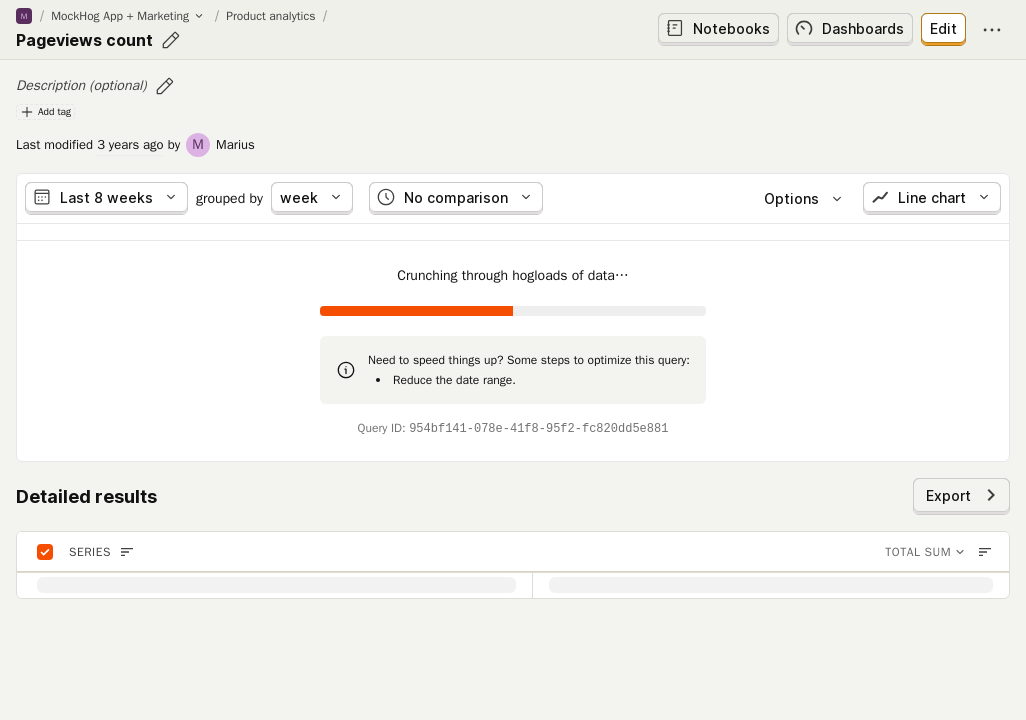 M / MockHog App + Marketing / Product analytics /
Pageviews count
Notebooks
Dashboards
Edit
Description (optional)
Add tag
Last modified 3 years ago by M Marius
Last 8 weeks grouped by week No comparison Options Line chart
Crunching through hogloads of data…
Need to speed things up? Some steps to optimize this query:
• Reduce the date range.
Query ID: 954bf141-078e-41f8-95f2-fc820dd5e881
Detailed results
Export
SERIES TOTAL SUM